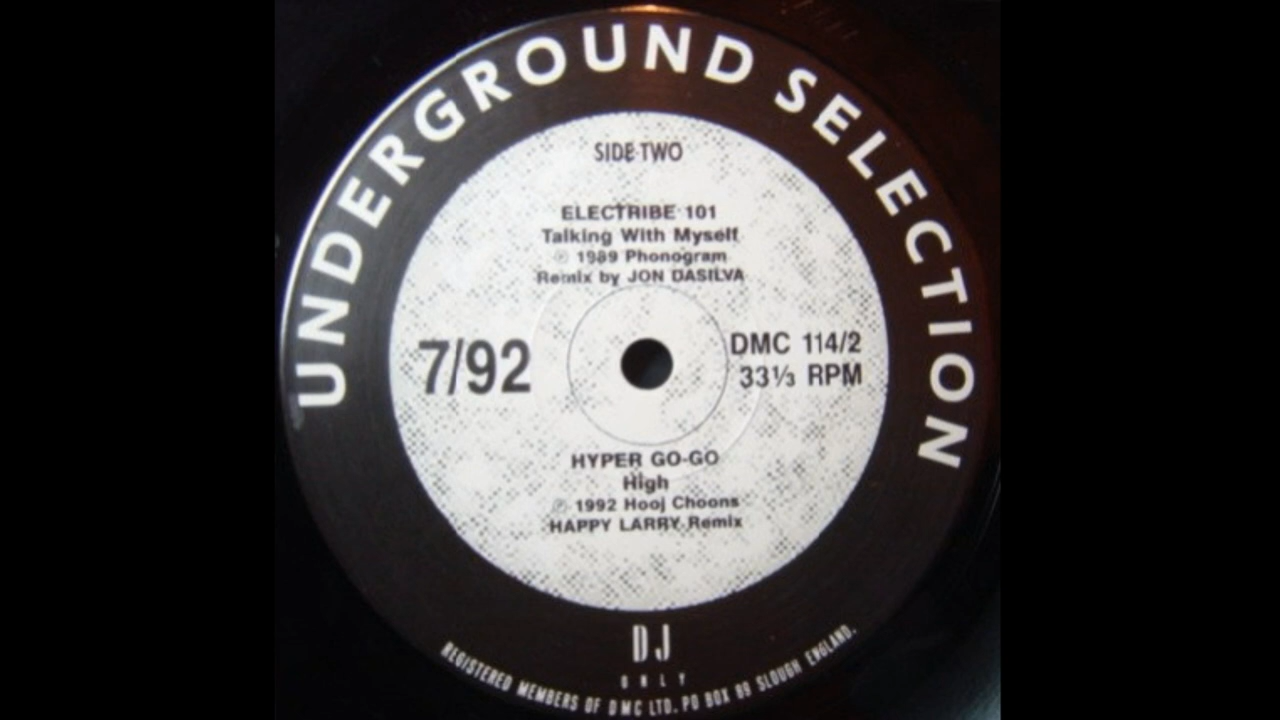 UNDERGROUND SELECTION
SIDE TWO
ELECTRIBE 101
Talking With Myself
℗ 1989 Phonogram
Remix by JON DASILVA
7/92
DMC 114/2
33⅓ RPM
HYPER GO-GO
High
℗ 1992 Hooj Choons
HAPPY LARRY Remix
DJ
ONLY
REGISTERED MEMBERS OF DMC LTD. PO BOX 89 SLOUGH ENGLAND.